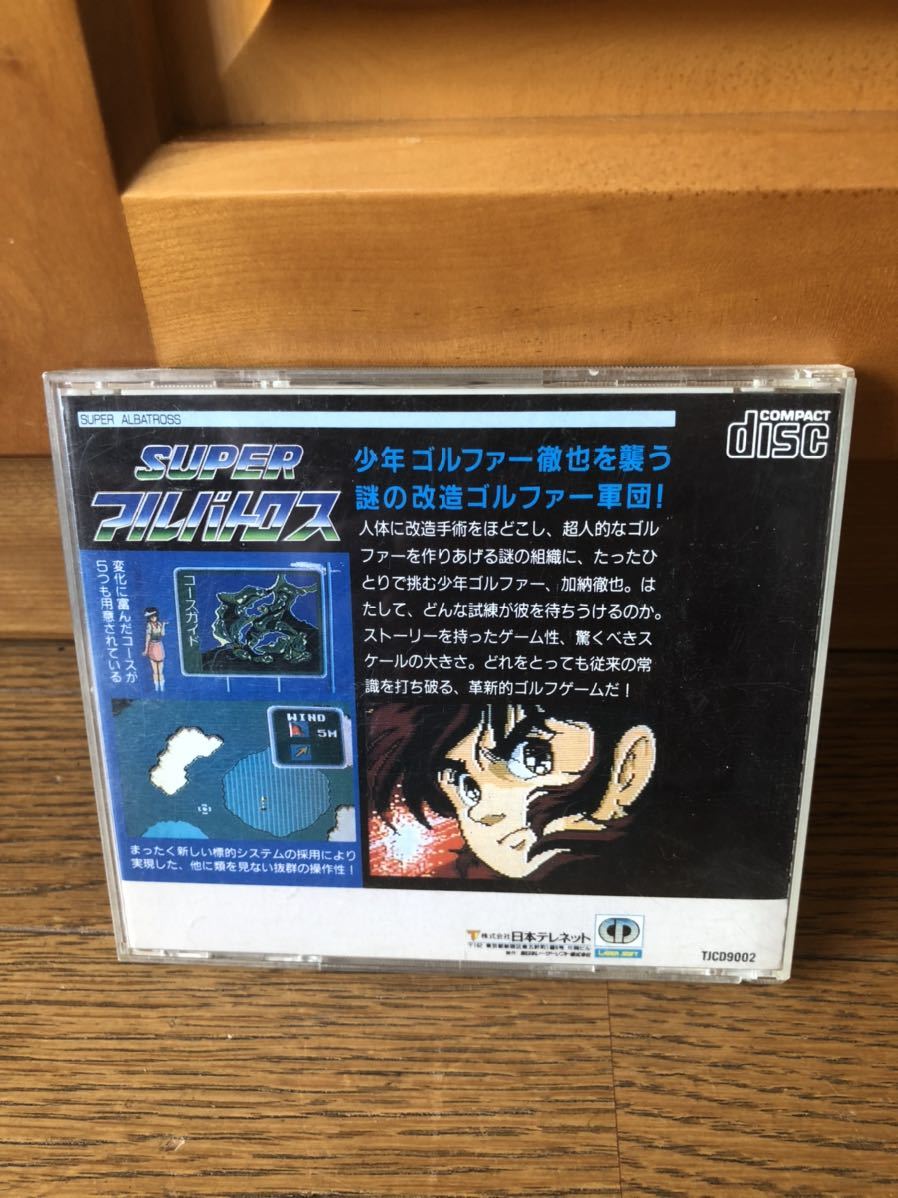 SUPER ALBATROSS
COMPACT
disc
SUPER
アルバトロス
少年ゴルファー徹也を襲う
謎の改造ゴルファー軍団!
人体に改造手術をほどこし、超人的なゴル
ファーを作りあげる謎の組織に、たったひ
とりで挑む少年ゴルファー、加納徹也。は
たして、どんな試練が彼を待ちうけるのか。
ストーリーを持ったゲーム性、驚くべきス
ケールの大きさ。どれをとっても従来の常
識を打ち破る、革新的ゴルフゲームだ!
変化に富んだコースが
5つも用意されている
コースガイド
WIND
5M
まったく新しい標的システムの採用により
実現した、他に類を見ない抜群の操作性!
株式会社日本テレネット
LASER SOFT
TJCD9002